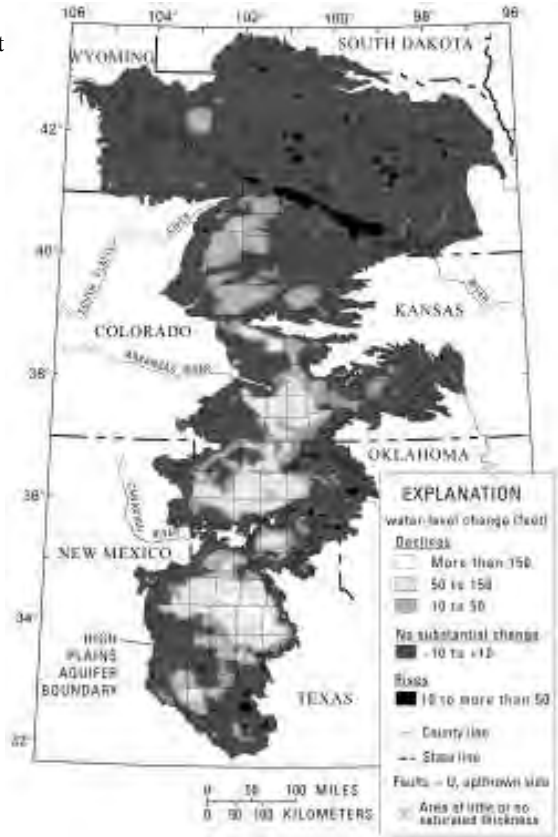 t
106
104
102
100
98
96
WYOMING
SOUTH DAKOTA
42
40
COLORADO
KANSAS
ARKANSAS RIVER
38
OKLAHOMA
36
NEW MEXICO
34
HIGH
PLAINS
AQUIFER
BOUNDARY
TEXAS
32
0 50 100 MILES
0 50 100 KILOMETERS
EXPLANATION
water-level change (feet)
Declines
More than 150
50 to 150
10 to 50
No substantial change
-10 to +10
Rises
10 to more than 50
County line
State line
Faults - U, upthrown side
Area of little or no
saturated thickness